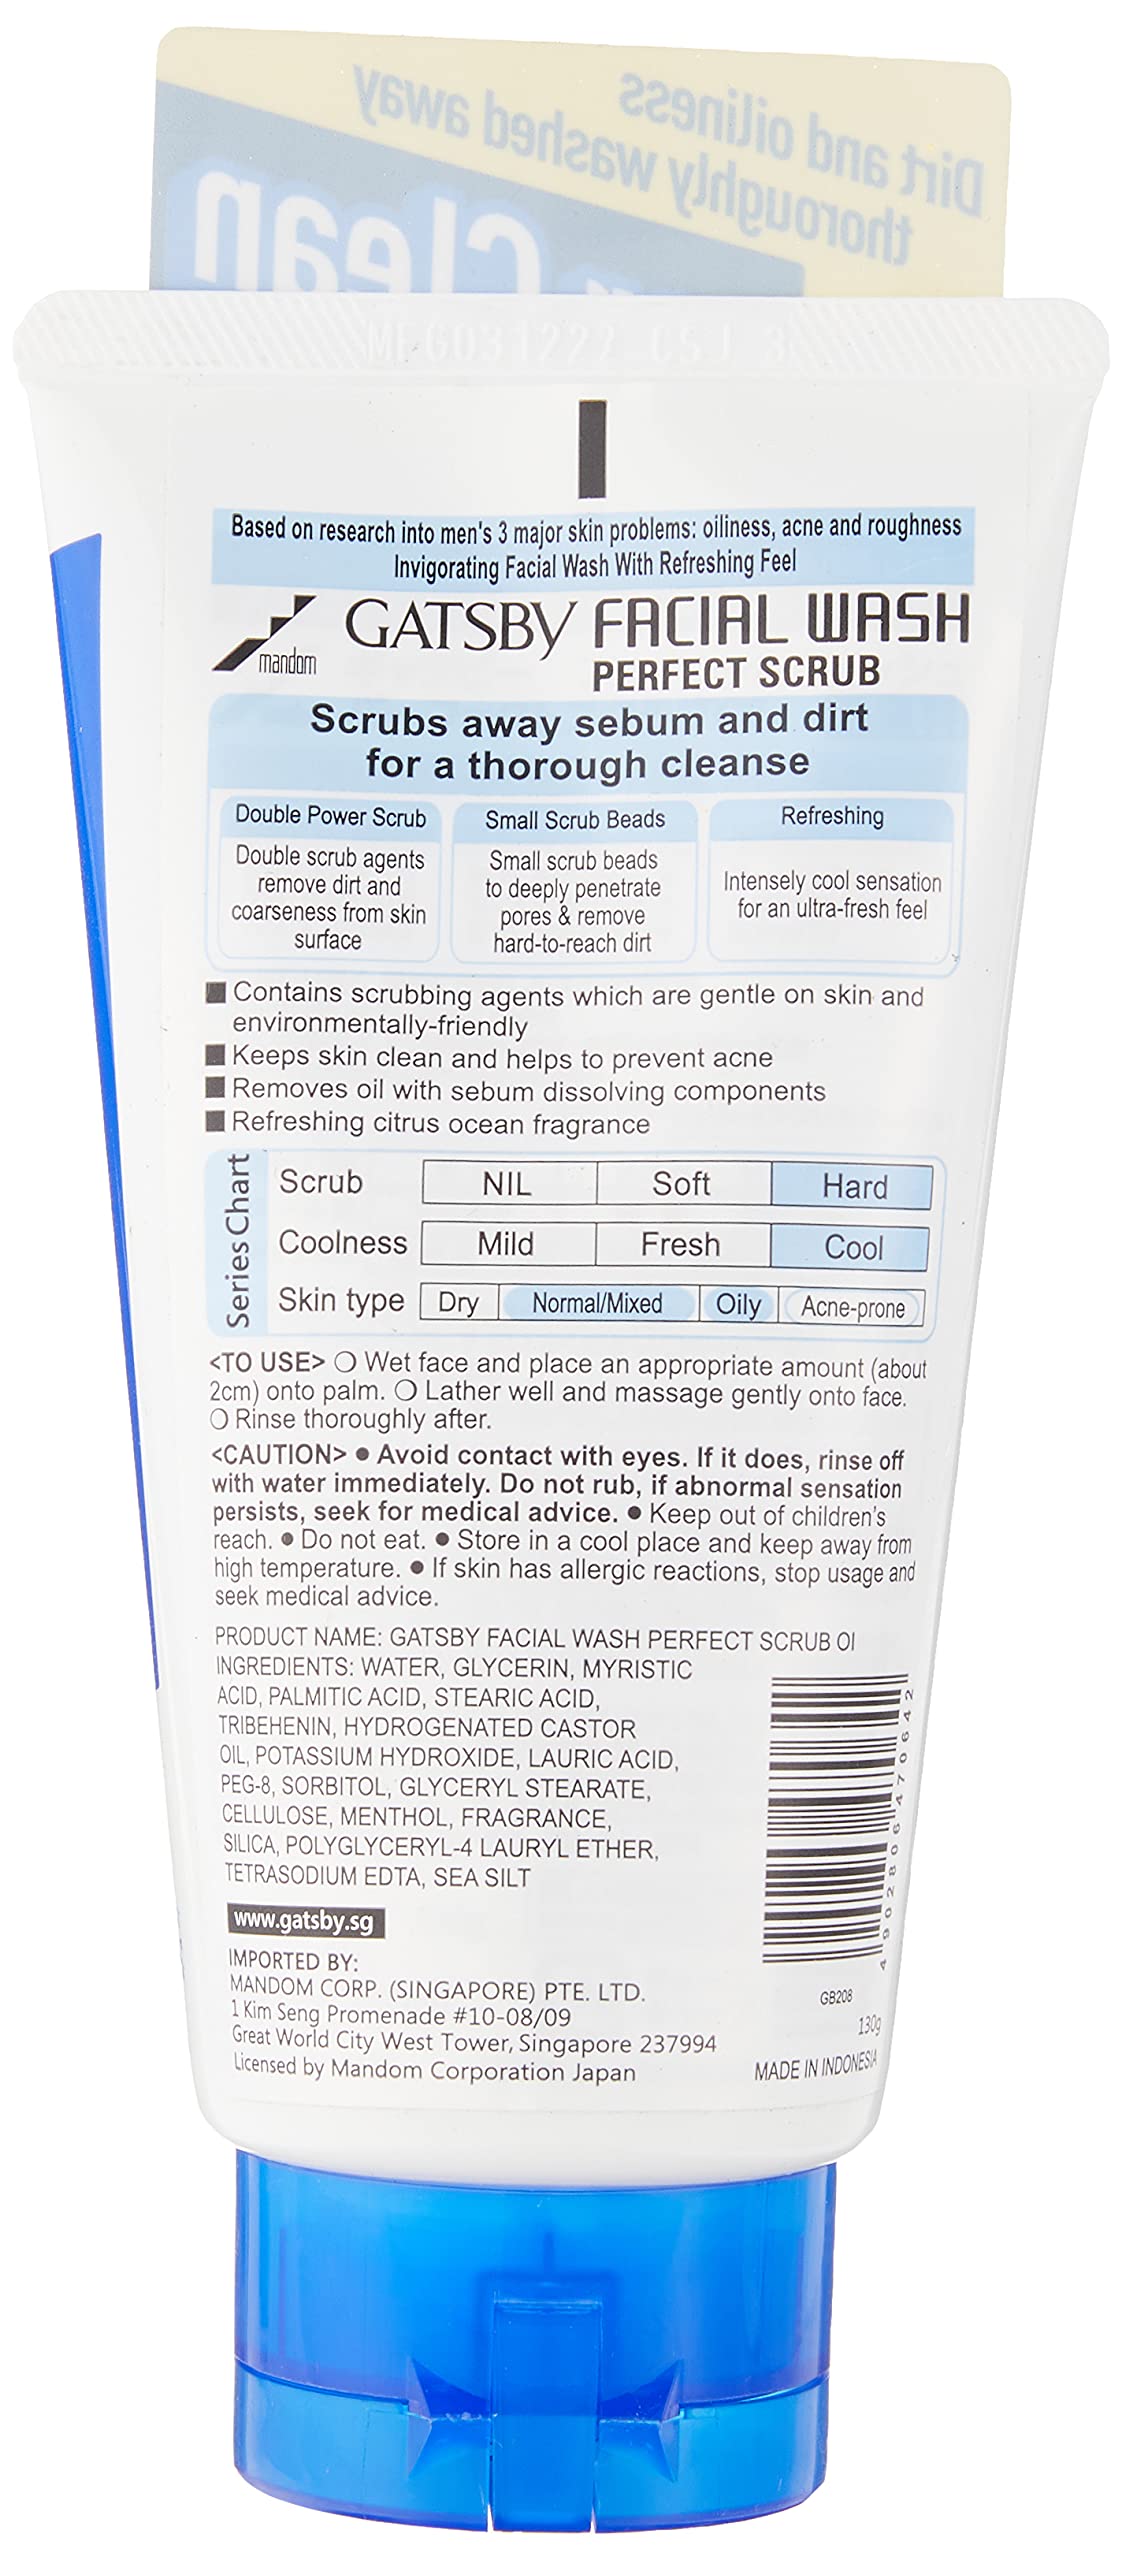 Dirt and oiliness
thoroughly washed away
Clean
MFG031222 CSJ
Based on research into men's 3 major skin problems: oiliness, acne and roughness
Invigorating Facial Wash With Refreshing Feel
mandom
GATSBY FACIAL WASH
PERFECT SCRUB
Scrubs away sebum and dirt
for a thorough cleanse
Double Power Scrub
Double scrub agents
remove dirt and
coarseness from skin
surface
Small Scrub Beads
Small scrub beads
to deeply penetrate
pores & remove
hard-to-reach dirt
Refreshing
Intensely cool sensation
for an ultra-fresh feel
■ Contains scrubbing agents which are gentle on skin and
environmentally-friendly
■ Keeps skin clean and helps to prevent acne
■ Removes oil with sebum dissolving components
■ Refreshing citrus ocean fragrance
Series Chart
Scrub NIL Soft Hard
Coolness Mild Fresh Cool
Skin type Dry Normal/Mixed Oily Acne-prone
<TO USE> ❍ Wet face and place an appropriate amount (about
2cm) onto palm. ❍ Lather well and massage gently onto face.
❍ Rinse thoroughly after.
<CAUTION> ● Avoid contact with eyes. If it does, rinse off
with water immediately. Do not rub, if abnormal sensation
persists, seek for medical advice. ● Keep out of children's
reach. ● Do not eat. ● Store in a cool place and keep away from
high temperature. ● If skin has allergic reactions, stop usage and
seek medical advice.
PRODUCT NAME: GATSBY FACIAL WASH PERFECT SCRUB OI
INGREDIENTS: WATER, GLYCERIN, MYRISTIC
ACID, PALMITIC ACID, STEARIC ACID,
TRIBEHENIN, HYDROGENATED CASTOR
OIL, POTASSIUM HYDROXIDE, LAURIC ACID,
PEG-8, SORBITOL, GLYCERYL STEARATE,
CELLULOSE, MENTHOL, FRAGRANCE,
SILICA, POLYGLYCERYL-4 LAURYL ETHER,
TETRASODIUM EDTA, SEA SILT
4902806470642
www.gatsby.sg
IMPORTED BY:
MANDOM CORP. (SINGAPORE) PTE. LTD.
1 Kim Seng Promenade #10-08/09
Great World City West Tower, Singapore 237994
Licensed by Mandom Corporation Japan
GB208
130g
MADE IN INDONESIA